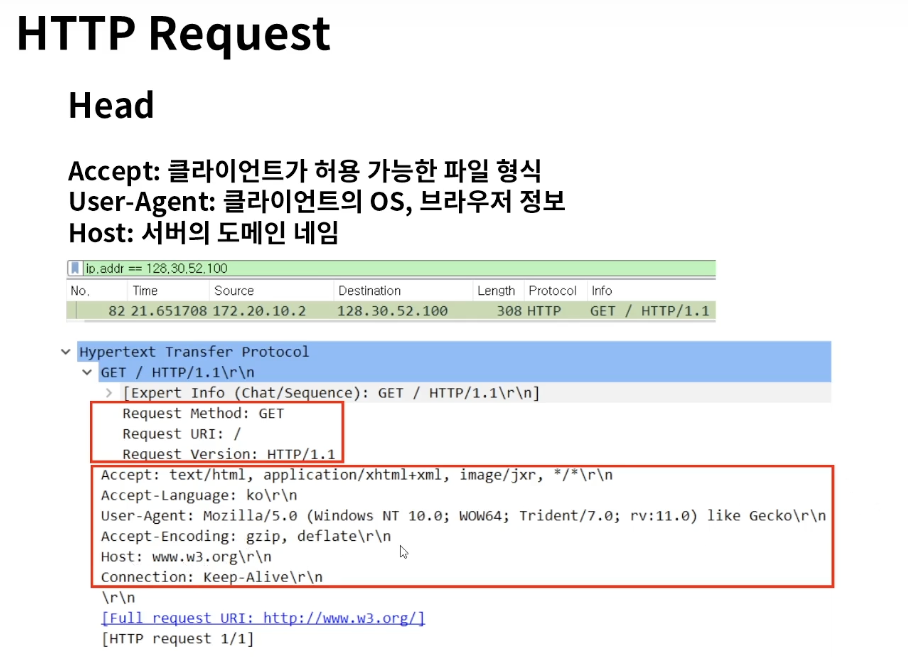 HTTP Request
Head
Accept: 클라이언트가 허용 가능한 파일 형식
User-Agent: 클라이언트의 OS, 브라우저 정보
Host: 서버의 도메인 네임
ip.addr == 128.30.52.100
No. Time Source Destination Length Protocol Info
82 21.651708 172.20.10.2 128.30.52.100 308 HTTP GET / HTTP/1.1
Hypertext Transfer Protocol
GET / HTTP/1.1\r\n
[Expert Info (Chat/Sequence): GET / HTTP/1.1\r\n]
Request Method: GET
Request URI: /
Request Version: HTTP/1.1
Accept: text/html, application/xhtml+xml, image/jxr, */*\r\n
Accept-Language: ko\r\n
User-Agent: Mozilla/5.0 (Windows NT 10.0; WOW64; Trident/7.0; rv:11.0) like Gecko\r\n
Accept-Encoding: gzip, deflate\r\n
Host: www.w3.org\r\n
Connection: Keep-Alive\r\n
\r\n
[Full request URI: http://www.w3.org/]
[HTTP request 1/1]